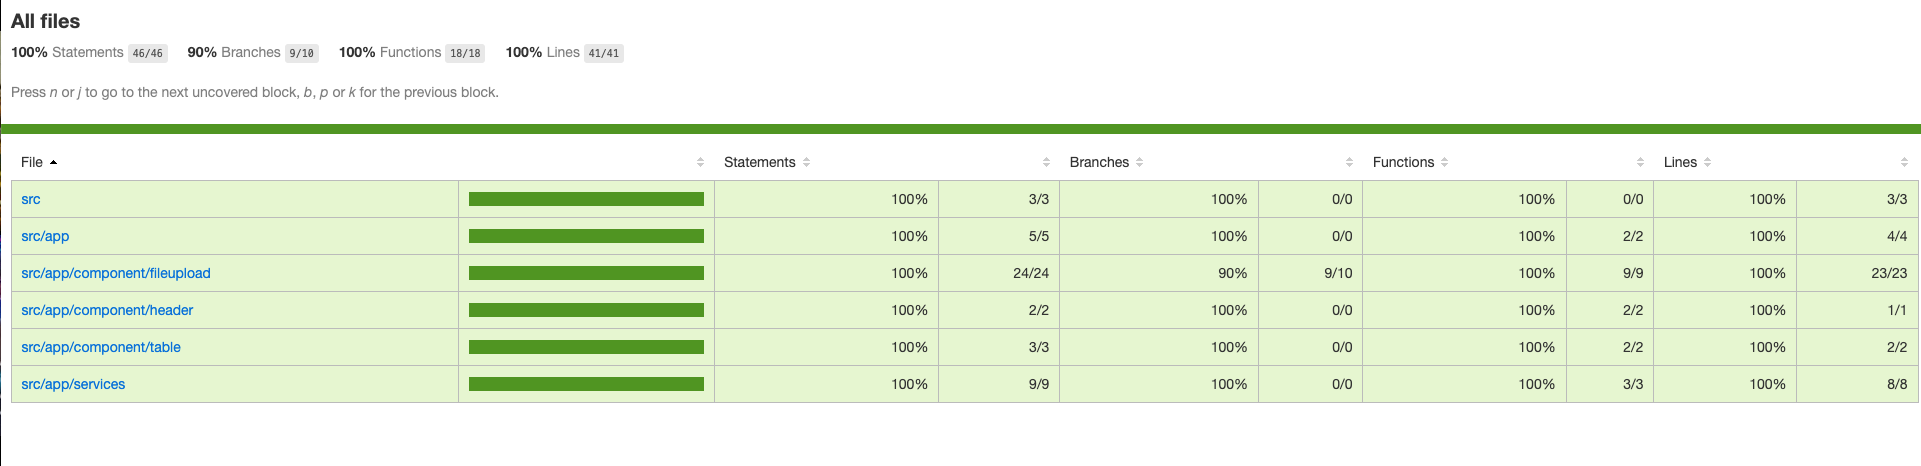 All files
100% Statements 46/46 90% Branches 9/10 100% Functions 18/18 100% Lines 41/41
Press n or j to go to the next uncovered block, b, p or k for the previous block.
File Statements Branches Functions Lines
src 100% 3/3 100% 0/0 100% 0/0 100% 3/3
src/app 100% 5/5 100% 0/0 100% 2/2 100% 4/4
src/app/component/fileupload 100% 24/24 90% 9/10 100% 9/9 100% 23/23
src/app/component/header 100% 2/2 100% 0/0 100% 2/2 100% 1/1
src/app/component/table 100% 3/3 100% 0/0 100% 2/2 100% 2/2
src/app/services 100% 9/9 100% 0/0 100% 3/3 100% 8/8